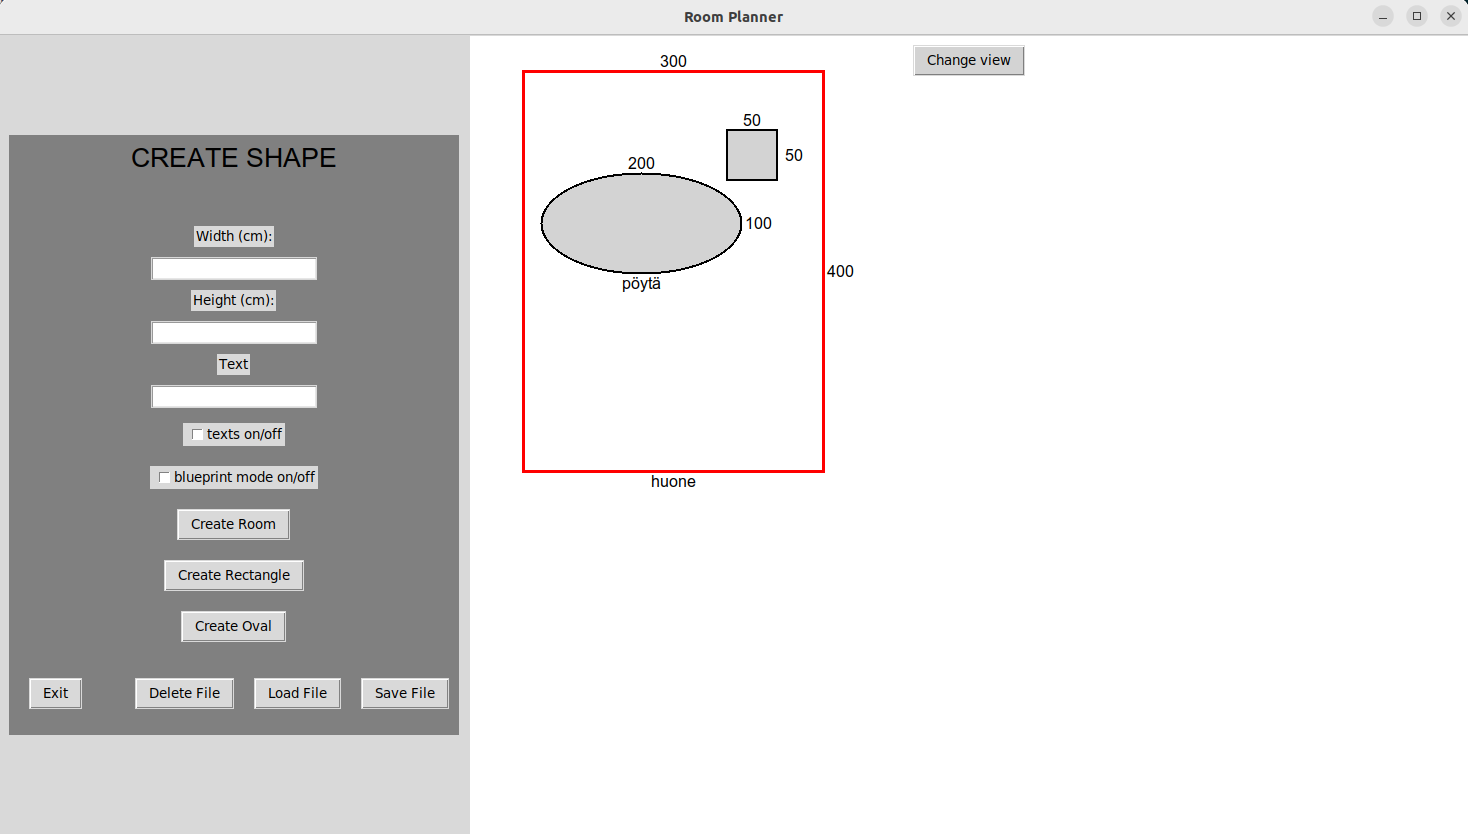 Room Planner
CREATE SHAPE
Width (cm):
Height (cm):
Text
texts on/off
blueprint mode on/off
Create Room
Create Rectangle
Create Oval
Exit
Delete File
Load File
Save File
Change view
300
50
50
200
100
pöytä
400
huone